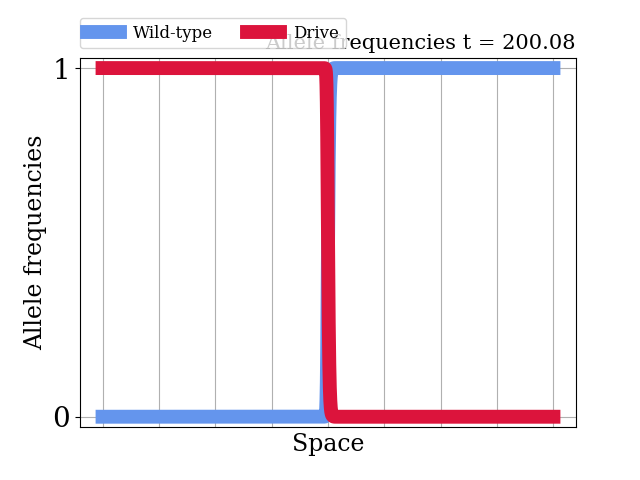 Wild-type Drive
Allele frequencies t = 200.08
1
Allele frequencies
0
Space